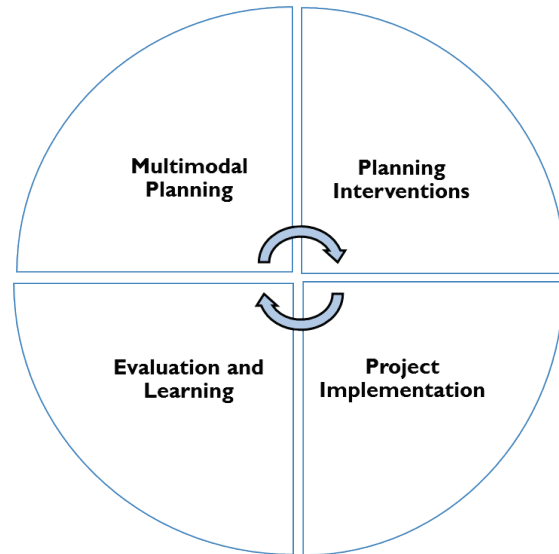 Multimodal
Planning
Planning
Interventions
Evaluation and
Learning
Project
Implementation